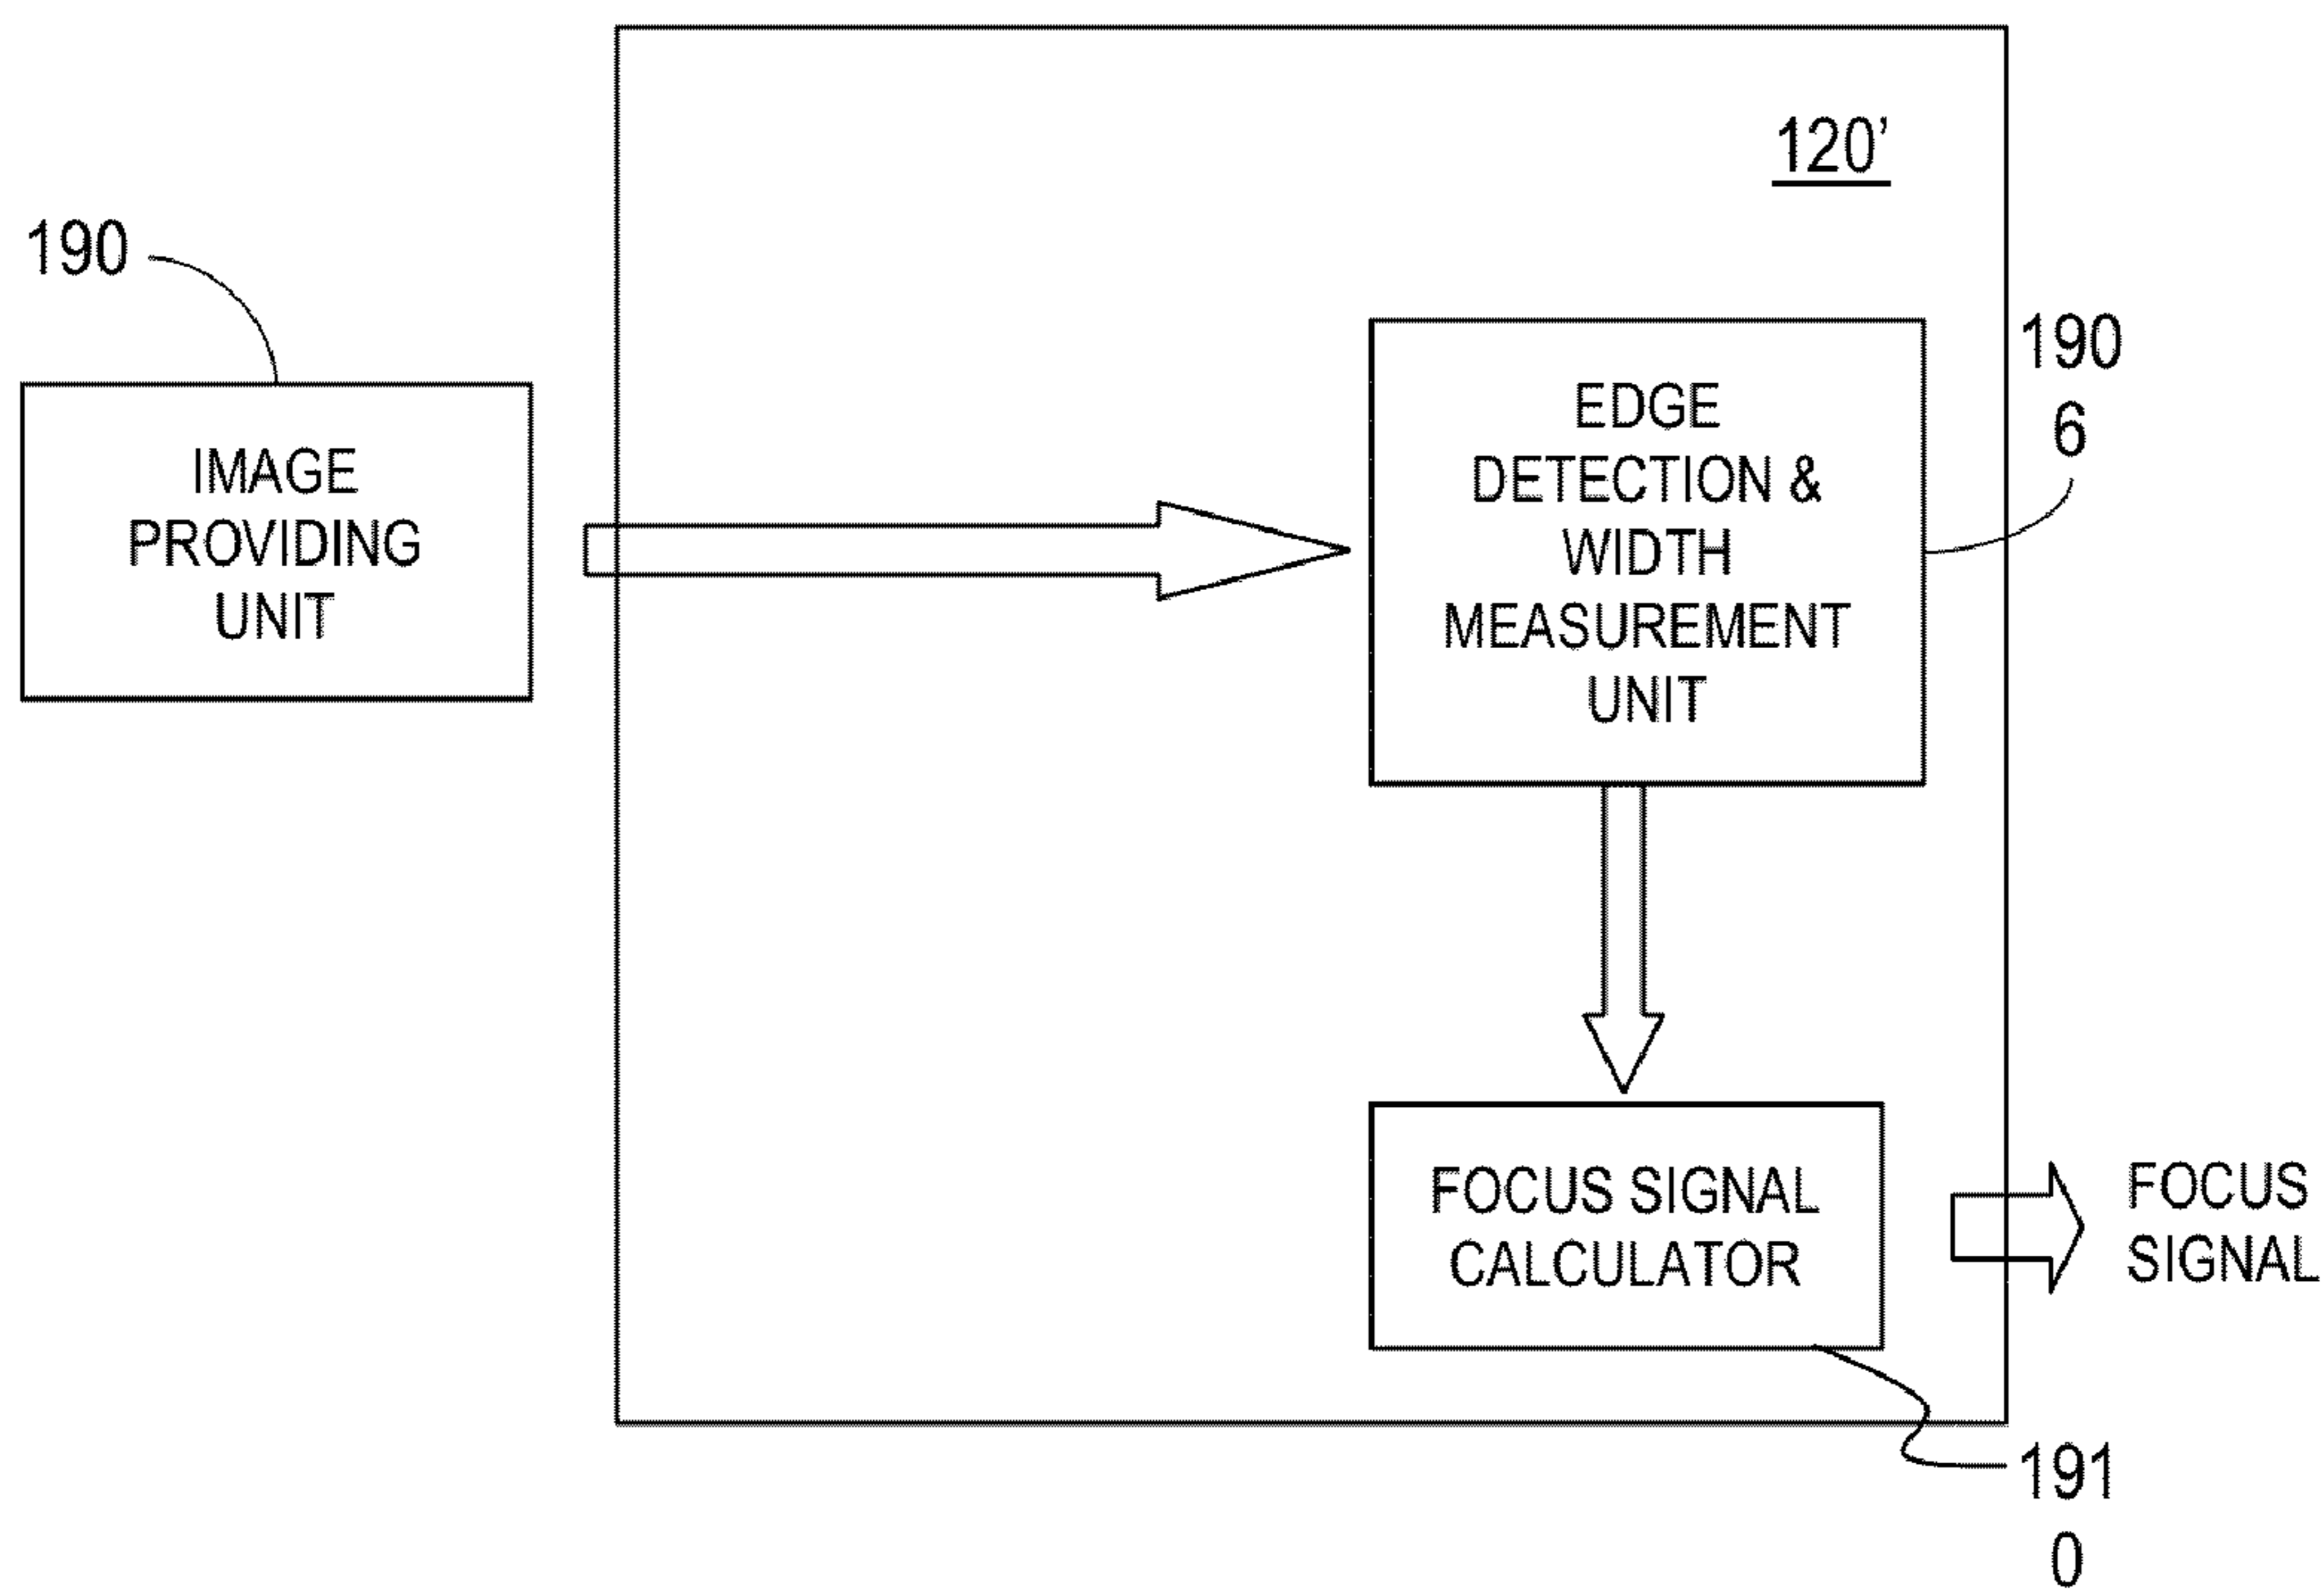 120’
190
IMAGE
PROVIDING
UNIT
EDGE
DETECTION &
WIDTH
MEASUREMENT
UNIT
190
6
FOCUS SIGNAL
CALCULATOR
FOCUS
SIGNAL
191
0